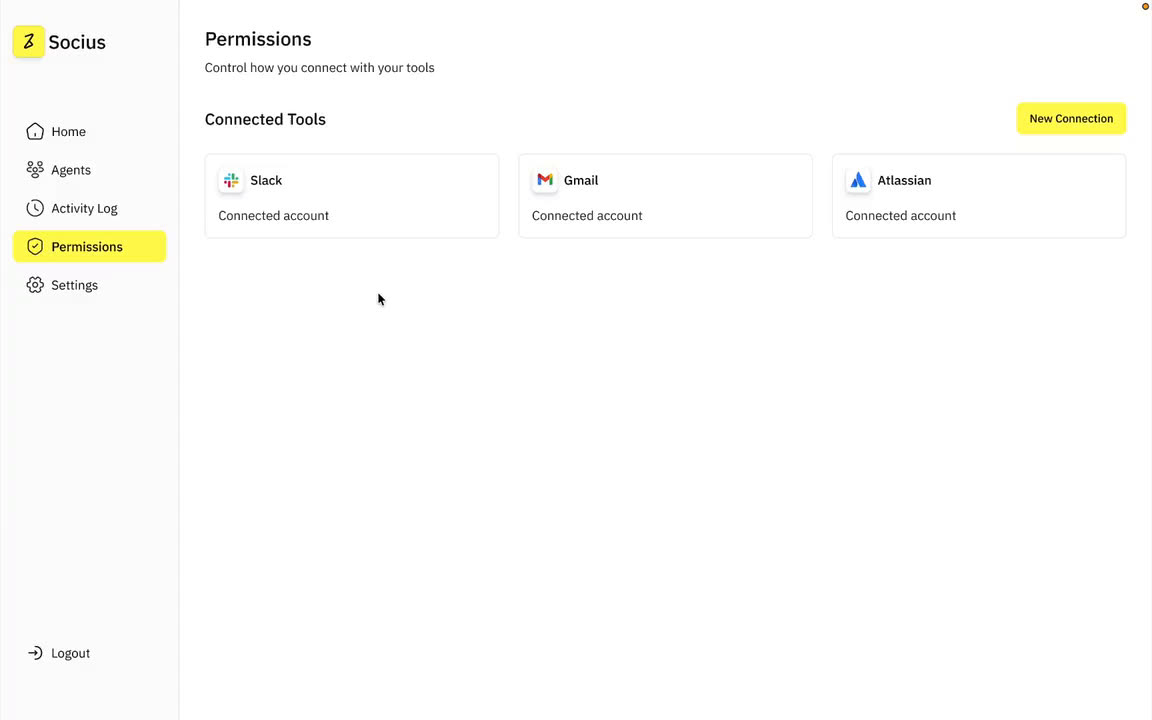 Socius
Home
Agents
Activity Log
Permissions
Settings
Logout
Permissions
Control how you connect with your tools
Connected Tools
New Connection
Slack
Connected account
Gmail
Connected account
Atlassian
Connected account